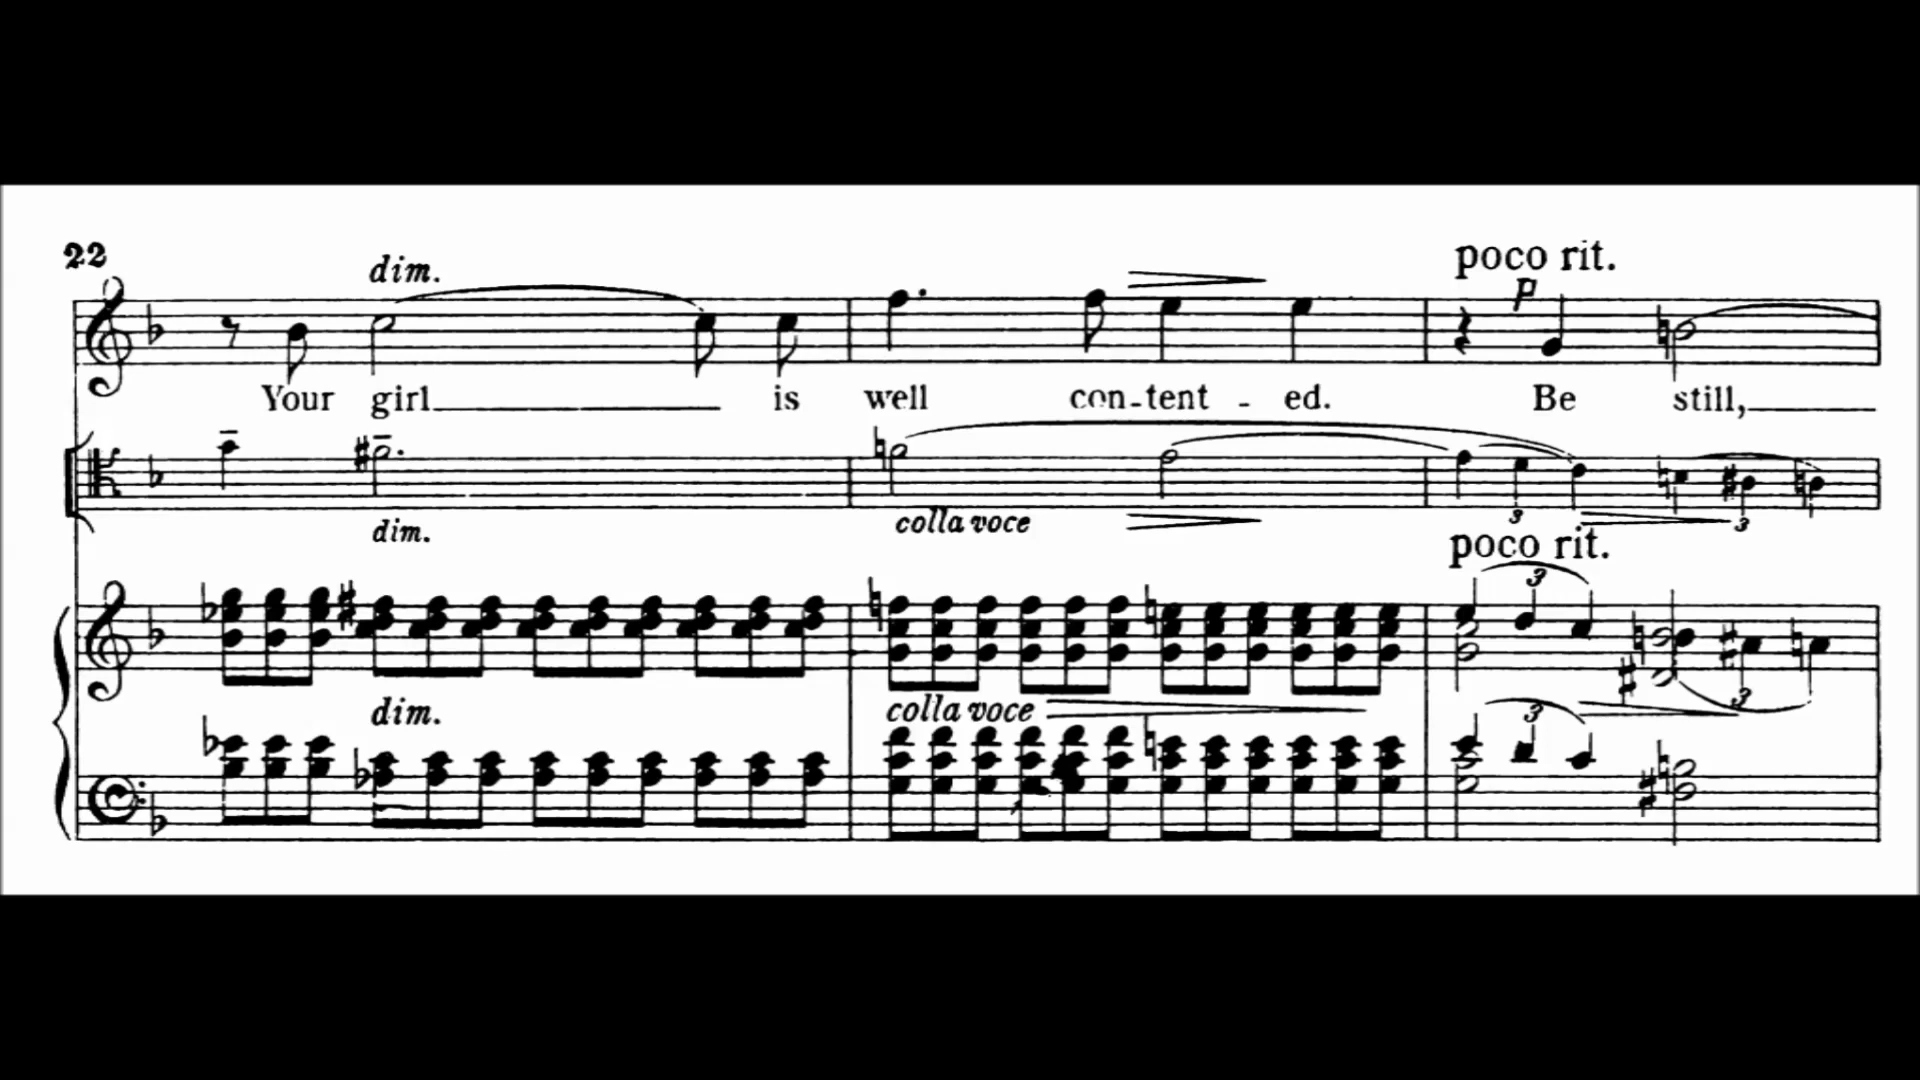 22
dim.
poco rit.
p
Your girl is well con-tent - ed. Be still,
dim.
colla voce
3
3
poco rit.
3
dim.
colla voce
3
3